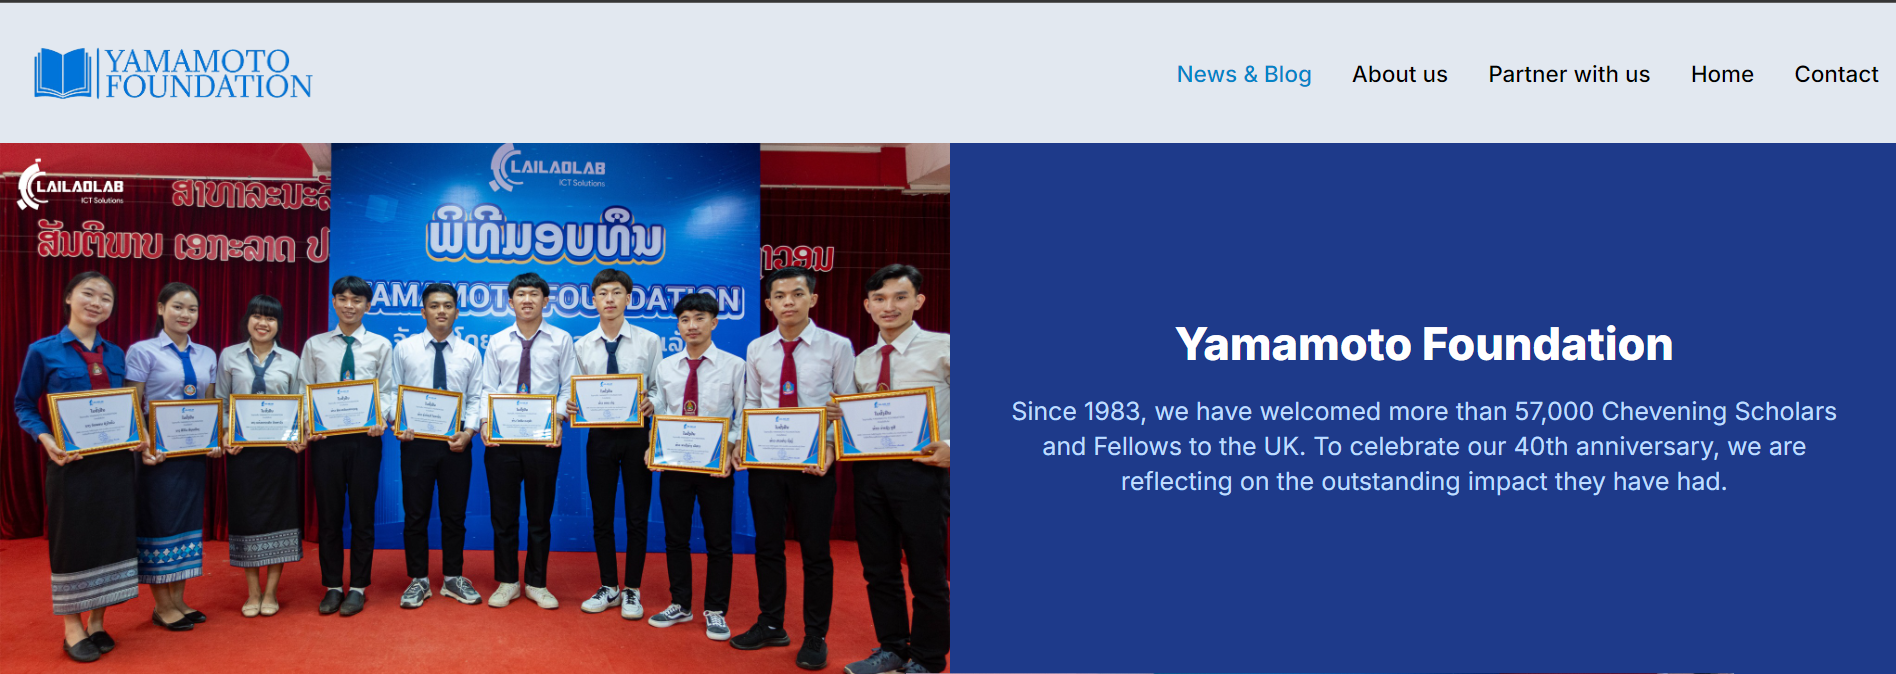 YAMAMOTO
FOUNDATION
News & Blog
About us
Partner with us
Home
Contact
LAILAOLAB
ICT Solutions
LAILAOLAB
ICT Solutions
ສາທາລະນະລັ
ສັນຕິພາບ ເອກະລາດ ປ
ພິທີມອບທຶນ
YAMAMOTO FOUNDATION
Yamamoto Foundation
Since 1983, we have welcomed more than 57,000 Chevening Scholars
and Fellows to the UK. To celebrate our 40th anniversary, we are
reflecting on the outstanding impact they have had.